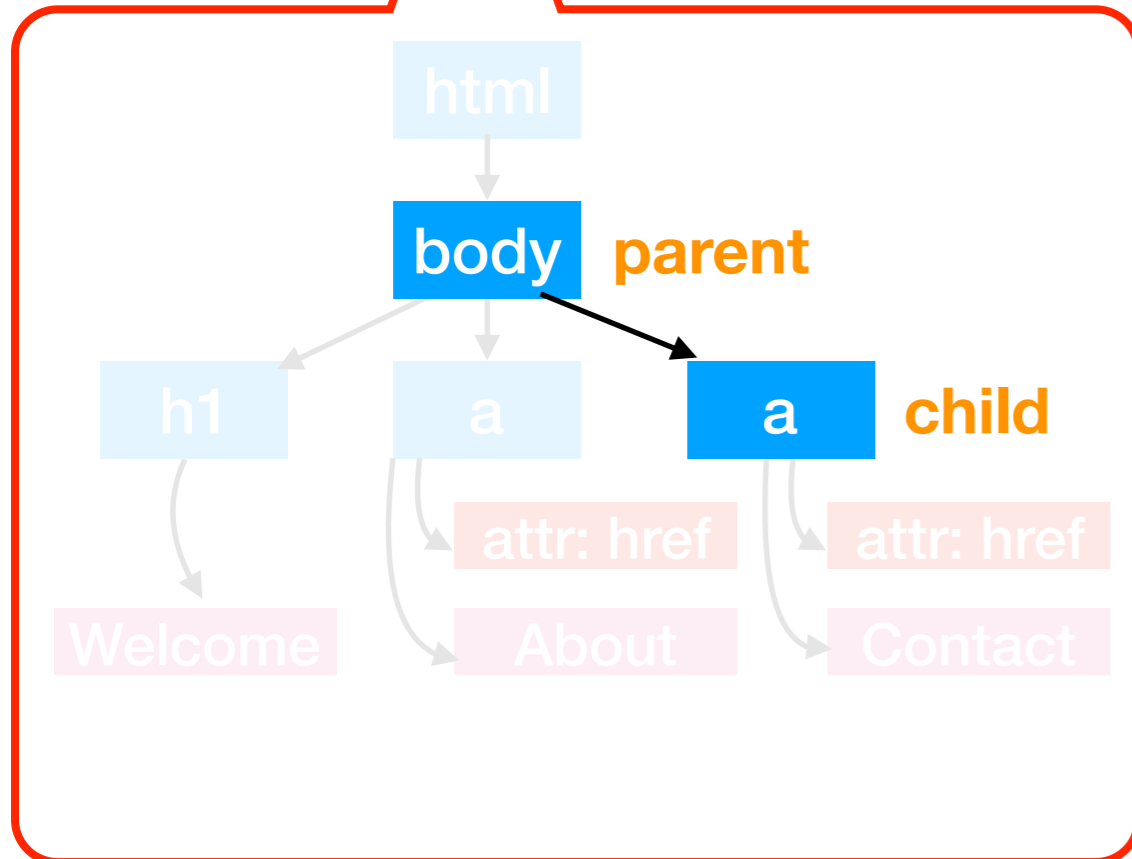 html
body parent
h1 a a child
attr: href attr: href
Welcome About Contact